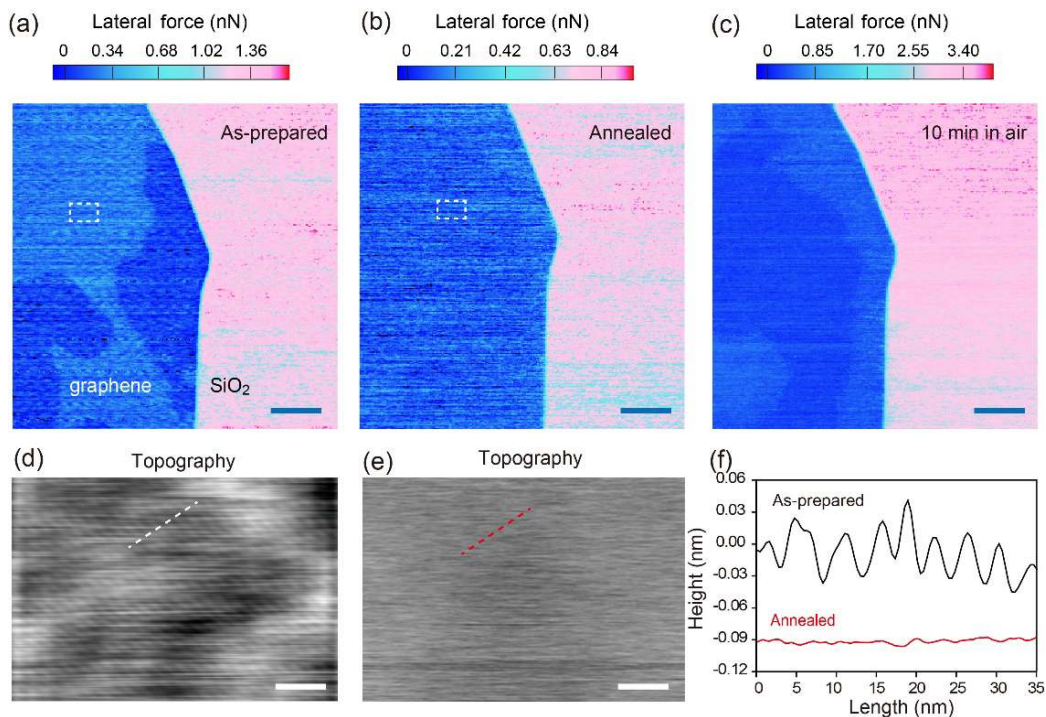 (a) Lateral force (nN)
0 0.34 0.68 1.02 1.36
As-prepared
graphene
SiO₂
(b) Lateral force (nN)
0 0.21 0.42 0.63 0.84
Annealed
(c) Lateral force (nN)
0 0.85 1.70 2.55 3.40
10 min in air
(d) Topography
(e) Topography
(f)
Height (nm)
0.06
0.03
0.00
-0.03
-0.06
-0.09
-0.12
As-prepared
Annealed
0 5 10 15 20 25 30 35
Length (nm)